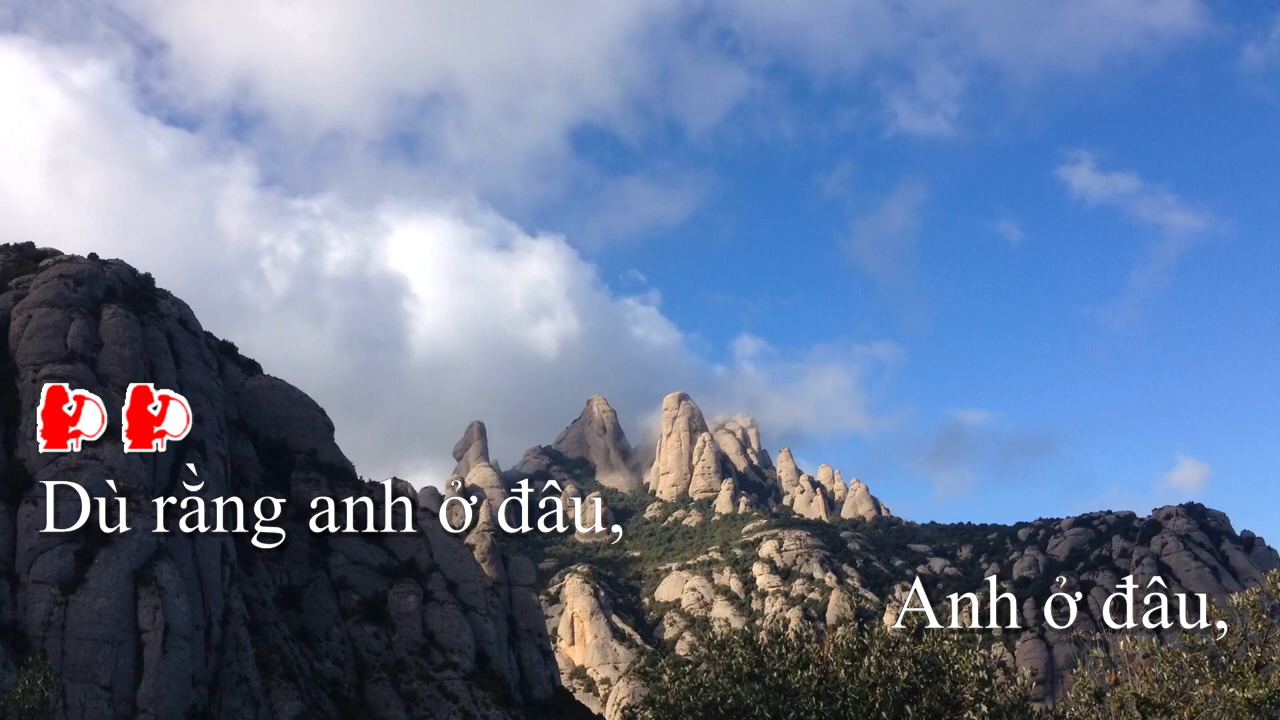 Dù rằng anh ở đâu,
Anh ở đâu,